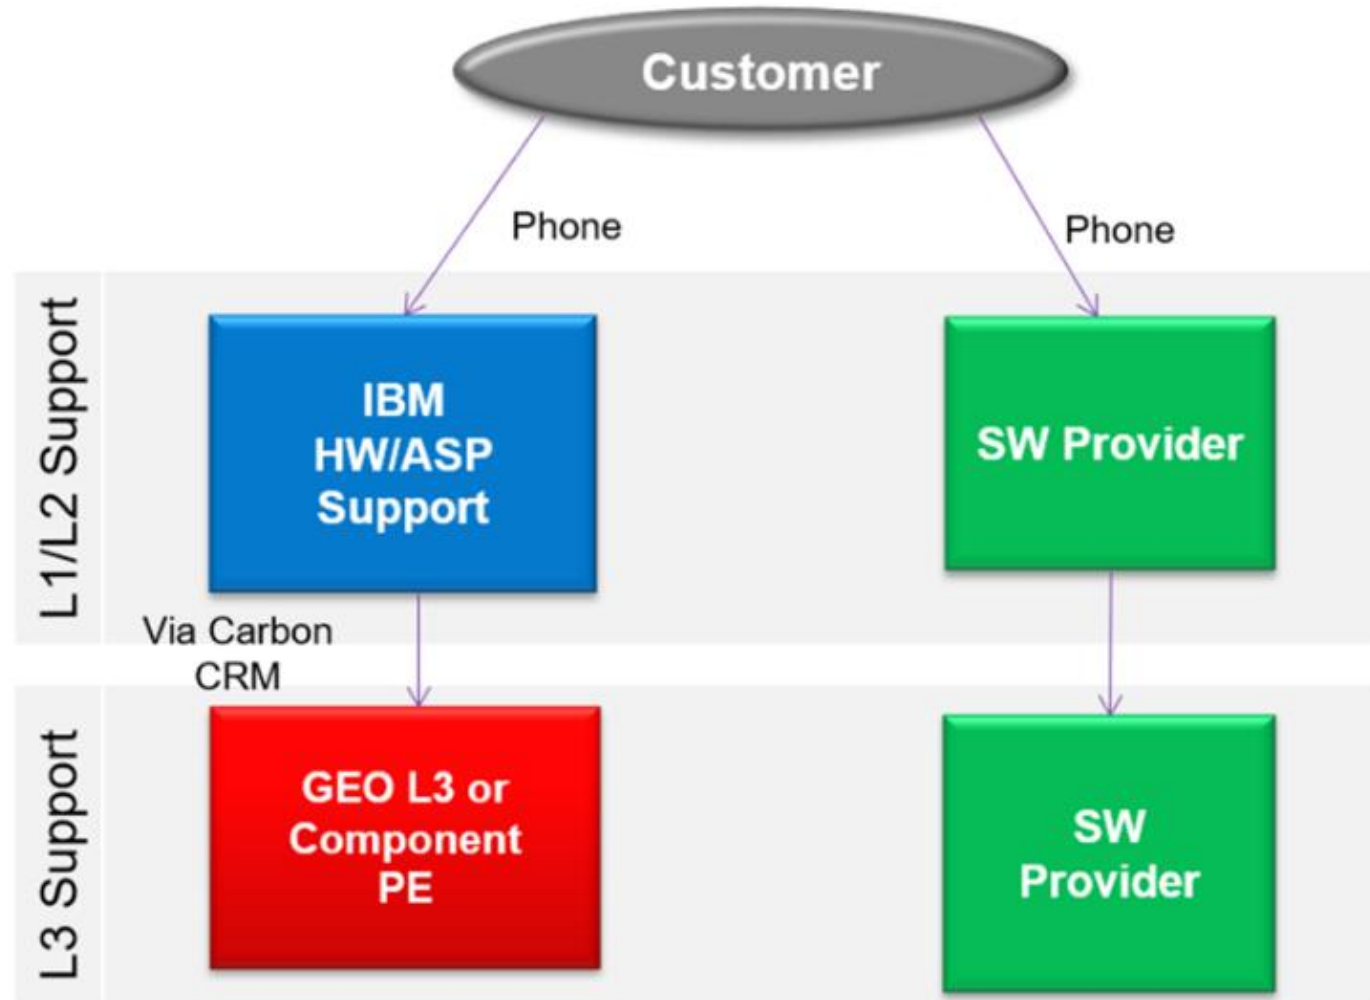 Customer
Phone
Phone
L1/L2 Support
IBM
HW/ASP
Support
SW Provider
Via Carbon
CRM
L3 Support
GEO L3 or
Component
PE
SW
Provider